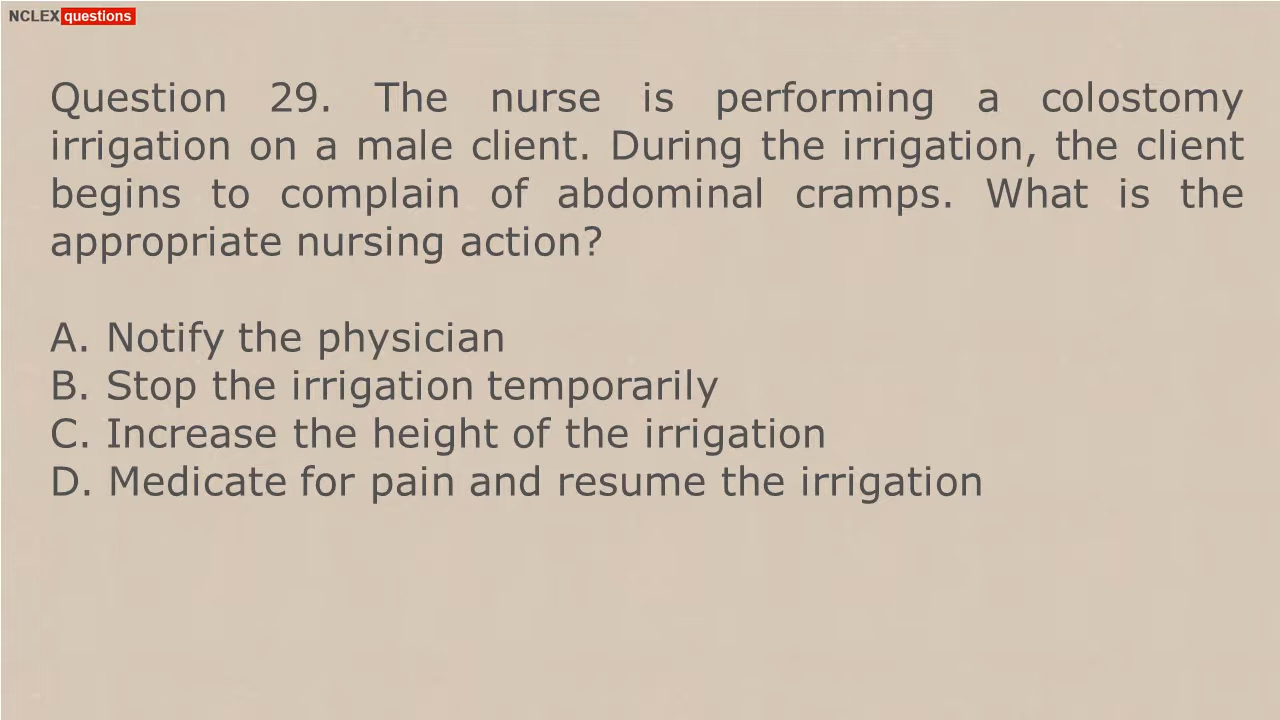 NCLEX questions
Question 29. The nurse is performing a colostomy
irrigation on a male client. During the irrigation, the client
begins to complain of abdominal cramps. What is the
appropriate nursing action?
A. Notify the physician
B. Stop the irrigation temporarily
C. Increase the height of the irrigation
D. Medicate for pain and resume the irrigation